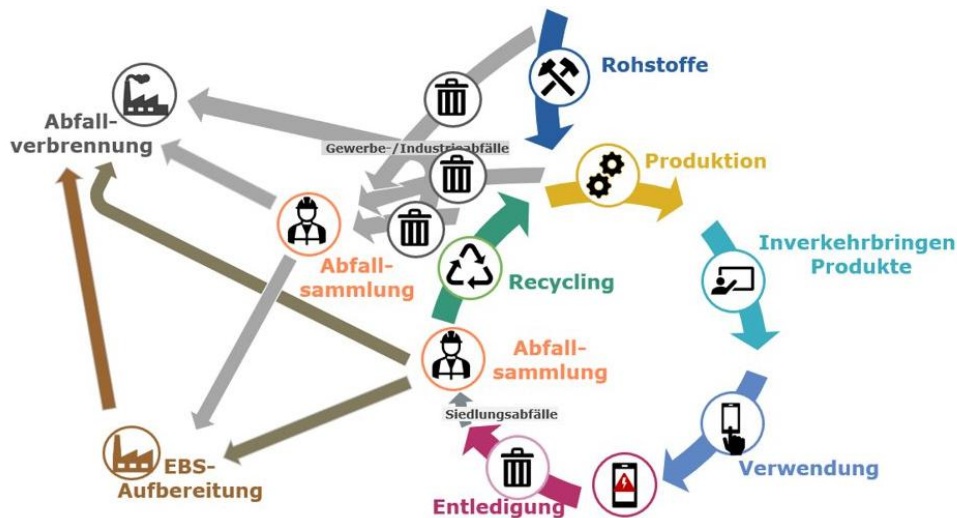 Rohstoffe
Abfall-
verbrennung
Gewerbe-/Industrieabfälle
Produktion
Inverkehrbringen
Produkte
Abfall-
sammlung
Recycling
Abfall-
sammlung
Siedlungsabfälle
Verwendung
EBS-
Aufbereitung
Entledigung